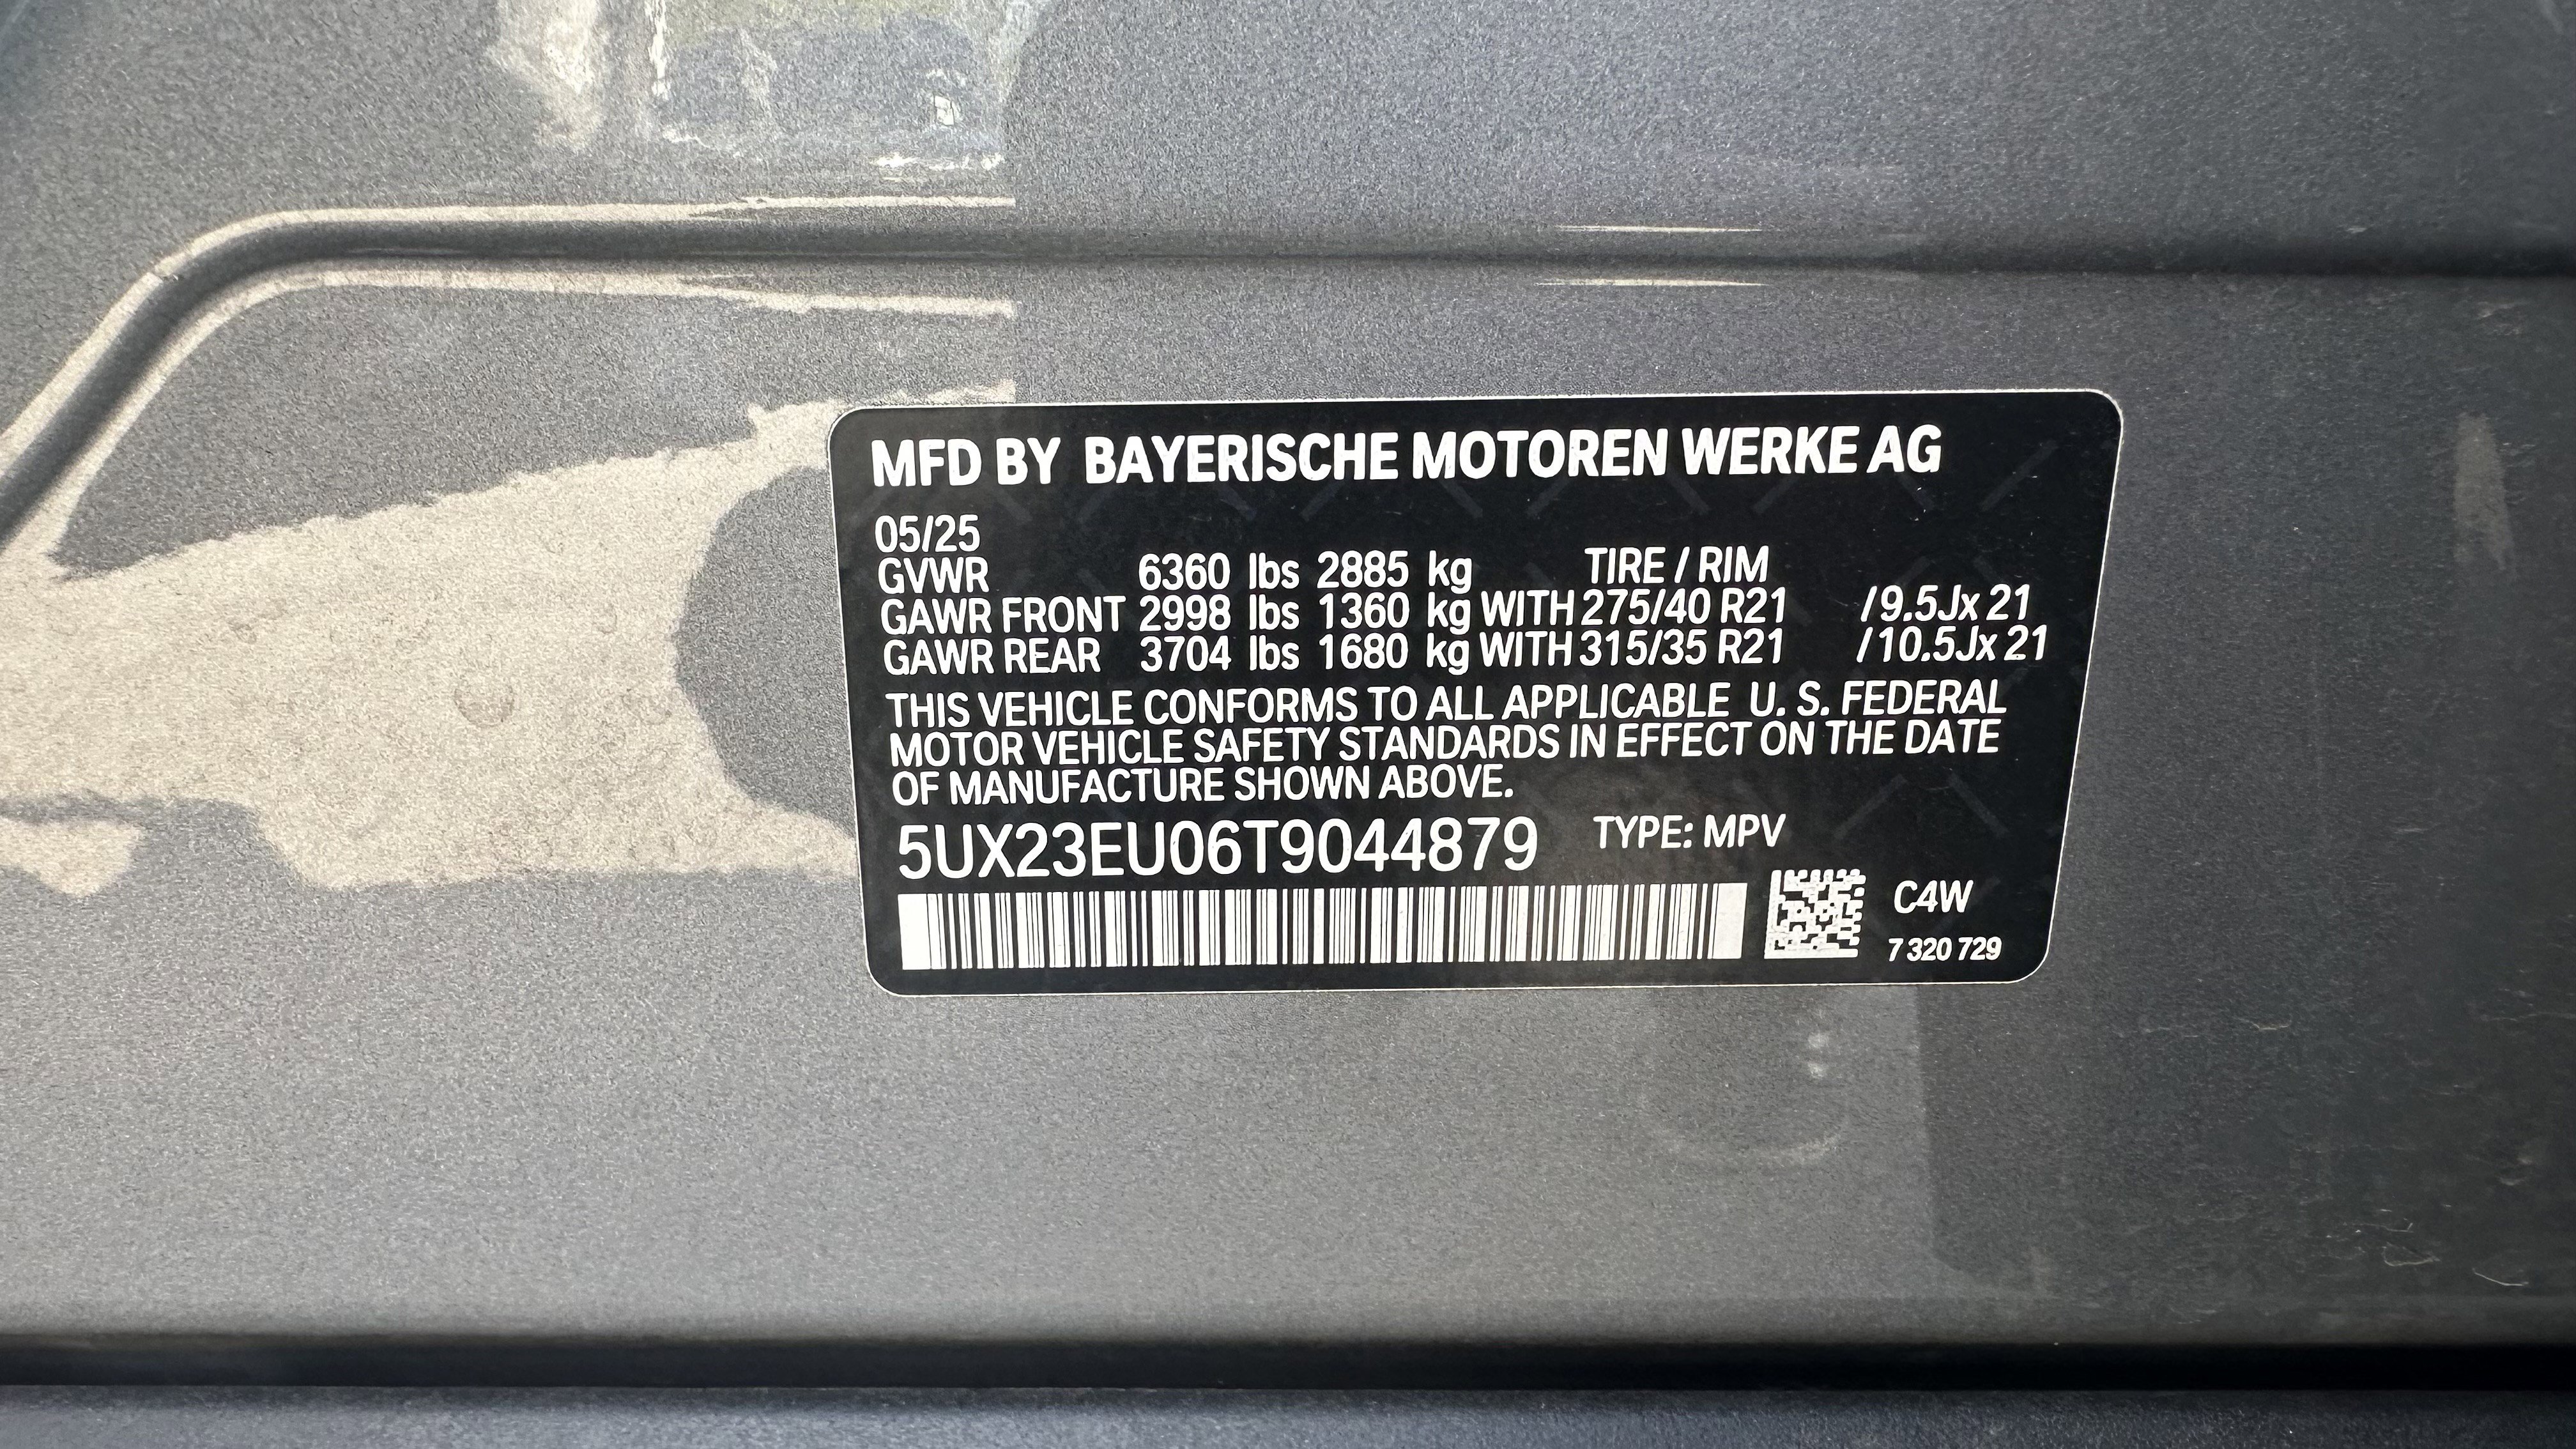 MFD BY BAYERISCHE MOTOREN WERKE AG
05/25
GVWR 6360 lbs 2885 kg TIRE / RIM
GAWR FRONT 2998 lbs 1360 kg WITH 275/40 R21 / 9.5Jx 21
GAWR REAR 3704 lbs 1680 kg WITH 315/35 R21 / 10.5Jx 21
THIS VEHICLE CONFORMS TO ALL APPLICABLE U. S. FEDERAL
MOTOR VEHICLE SAFETY STANDARDS IN EFFECT ON THE DATE
OF MANUFACTURE SHOWN ABOVE.
5UX23EU06T9044879 TYPE: MPV
C4W
7 320 729